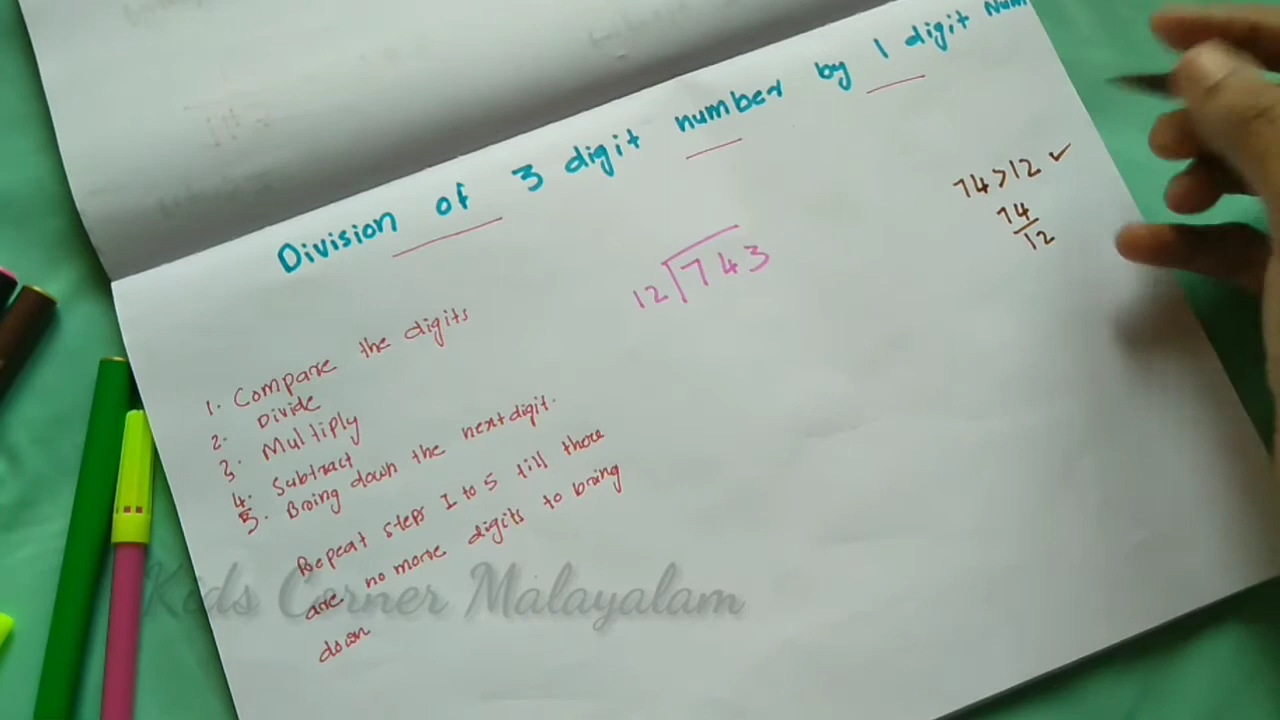 Division of 3 digit number by 1 digit Num
74>12 ✓
74
12
12 743
1. Compare the digits
2. Divide
3. Multiply
4. Subtract
5. Bring down the next digit.
Repeat steps 1 to 5 till there
are no more digits to bring
down
Kids Corner Malayalam